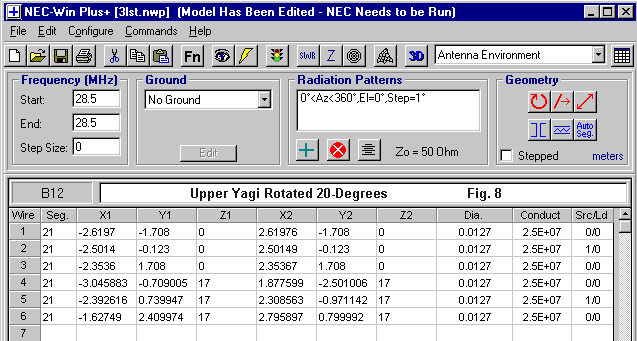 NEC-Win Plus+ [3lst.nwp] (Model Has Been Edited - NEC Needs to be Run)
File Edit Configure Commands Help
Fn SWR Z 3D Antenna Environment
Frequency (MHz) Ground Radiation Patterns Geometry
Start: 28.5 No Ground 0°<Az<360°,El=0°,Step=1°
End: 28.5
Step Size: 0 Edit Zo = 50 Ohm Auto Seg.
Stepped meters
B12 Upper Yagi Rotated 20-Degrees Fig. 8
Wire Seg. X1 Y1 Z1 X2 Y2 Z2 Dia. Conduct Src/Ld
1 21 -2.6197 -1.708 0 2.61976 -1.708 0 0.0127 2.5E+07 0/0
2 21 -2.5014 -0.123 0 2.50149 -0.123 0 0.0127 2.5E+07 1/0
3 21 -2.3536 1.708 0 2.35367 1.708 0 0.0127 2.5E+07 0/0
4 21 -3.045883 -0.709005 17 1.877599 -2.501006 17 0.0127 2.5E+07 0/0
5 21 -2.392616 0.739947 17 2.308563 -0.971142 17 0.0127 2.5E+07 1/0
6 21 -1.62749 2.409974 17 2.795897 0.799992 17 0.0127 2.5E+07 0/0
7